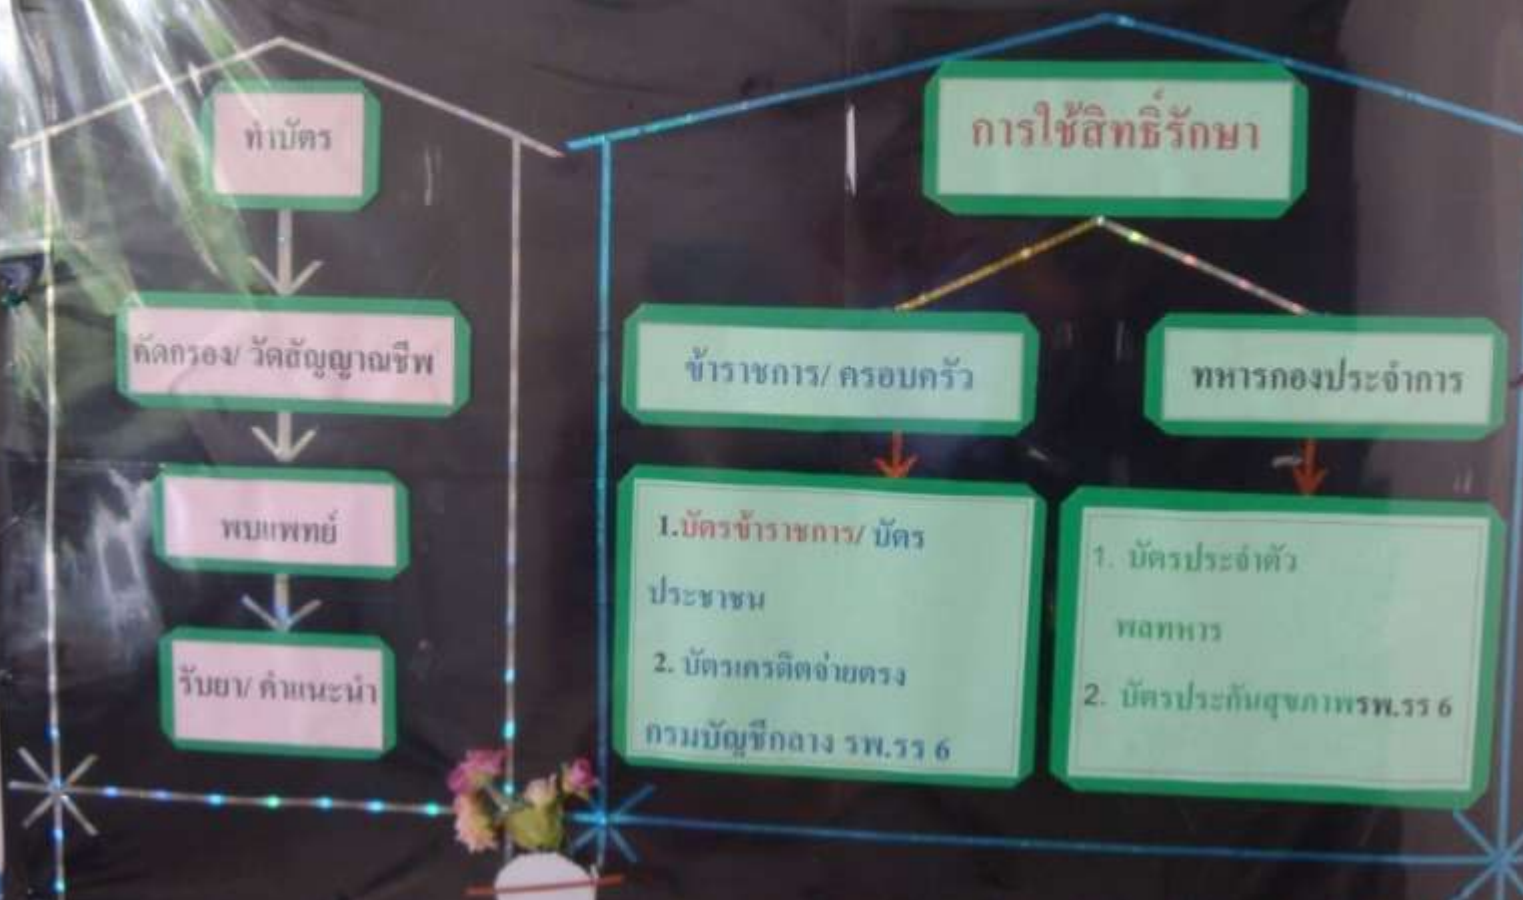 ทำบัตร
คัดกรอง/ วัดสัญญาณชีพ
พบแพทย์
รับยา/ คำแนะนำ
การใช้สิทธิ์รักษา
ข้าราชการ/ ครอบครัว
1.บัตรข้าราชการ/ บัตร
ประชาชน
2. บัตรเครดิตจ่ายตรง
กรมบัญชีกลาง รพ.รร 6
ทหารกองประจำการ
1. บัตรประจำตัว
พลทหาร
2. บัตรประกันสุขภาพรพ.รร 6